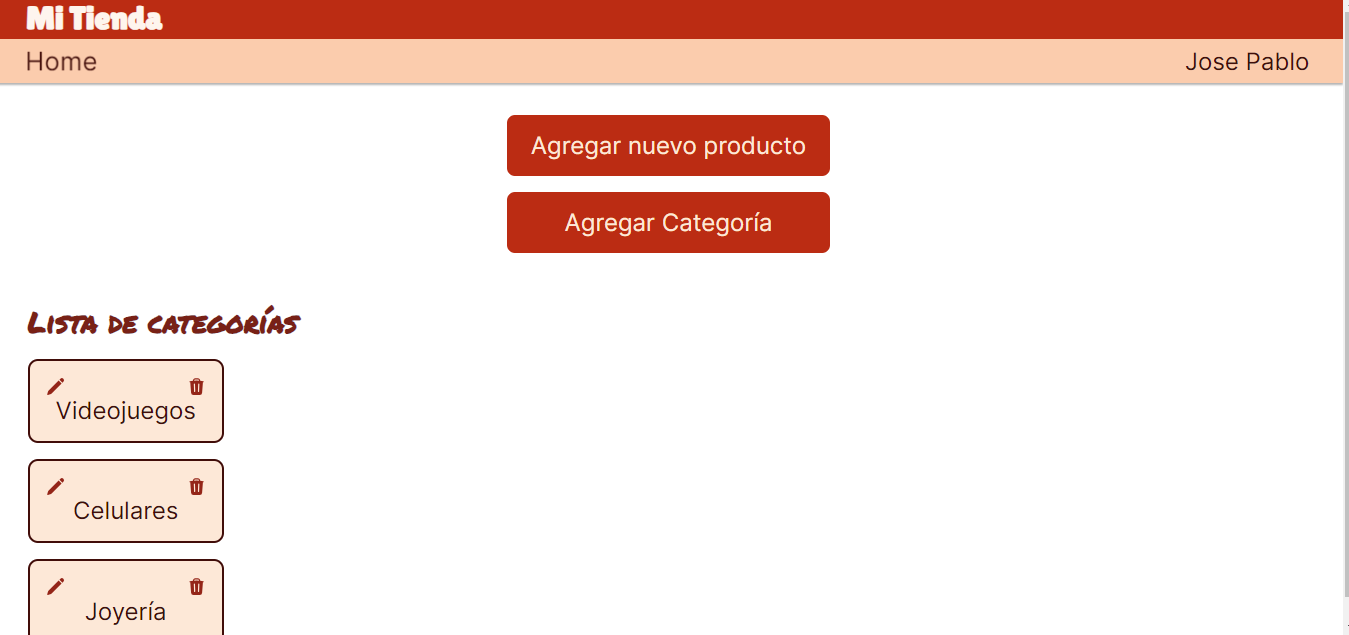 Mi Tienda
Home
Jose Pablo
Agregar nuevo producto
Agregar Categoría
Lista de categorías
Videojuegos
Celulares
Joyería